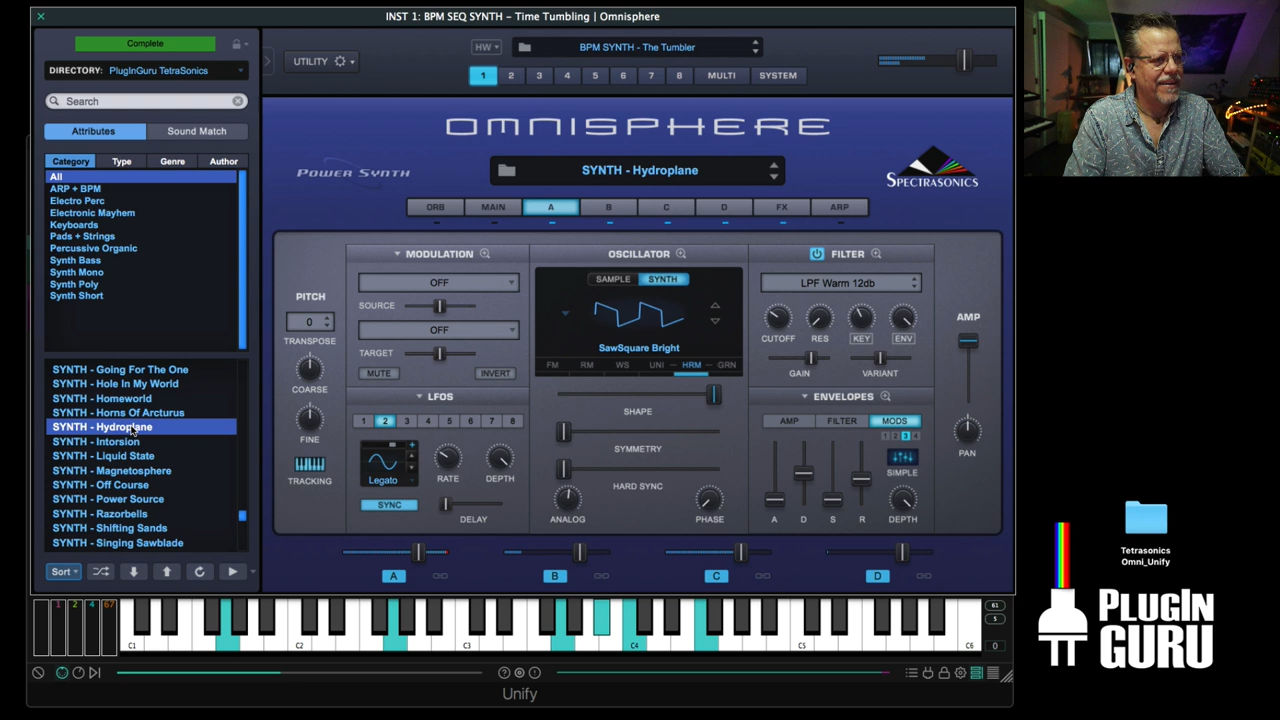 INST 1: BPM SEQ SYNTH – Time Tumbling | Omnisphere
Complete
DIRECTORY: PlugInGuru TetraSonics
Search
Attributes Sound Match
Category Type Genre Author
All
ARP + BPM
Electro Perc
Electronic Mayhem
Keyboards
Pads + Strings
Percussive Organic
Synth Bass
Synth Mono
Synth Poly
Synth Short
SYNTH - Going For The One
SYNTH - Hole In My World
SYNTH - Homeworld
SYNTH - Horns Of Arcturus
SYNTH - Hydroplane
SYNTH - Intorsion
SYNTH - Liquid State
SYNTH - Magnetosphere
SYNTH - Off Course
SYNTH - Power Source
SYNTH - Razorbells
SYNTH - Shifting Sands
SYNTH - Singing Sawblade
Sort
UTILITY
HW BPM SYNTH - The Tumbler
1 2 3 4 5 6 7 8 MULTI SYSTEM
OMNISPHERE
POWER SYNTH
SYNTH - Hydroplane
SPECTRASONICS
ORB MAIN A B C D FX ARP
PITCH
0
TRANSPOSE
COARSE
FINE
TRACKING
MODULATION
OFF
SOURCE
OFF
TARGET
MUTE INVERT
LFOS
1 2 3 4 5 6 7 8
Legato
RATE DEPTH
SYNC
DELAY
OSCILLATOR
SAMPLE SYNTH
SawSquare Bright
FM RM WS UNI HRM GRN
SHAPE
SYMMETRY
HARD SYNC
ANALOG PHASE
FILTER
LPF Warm 12db
CUTOFF RES KEY ENV
GAIN VARIANT
ENVELOPES
AMP FILTER MODS
1 2 3 4
SIMPLE
A D S R DEPTH
AMP
PAN
A B C D
1 2 4 67
C1 C2 C3 C4 C5 C6
61
5
0
Unify
Tetrasonics
Omni_Unify
PLUGIN
GURU